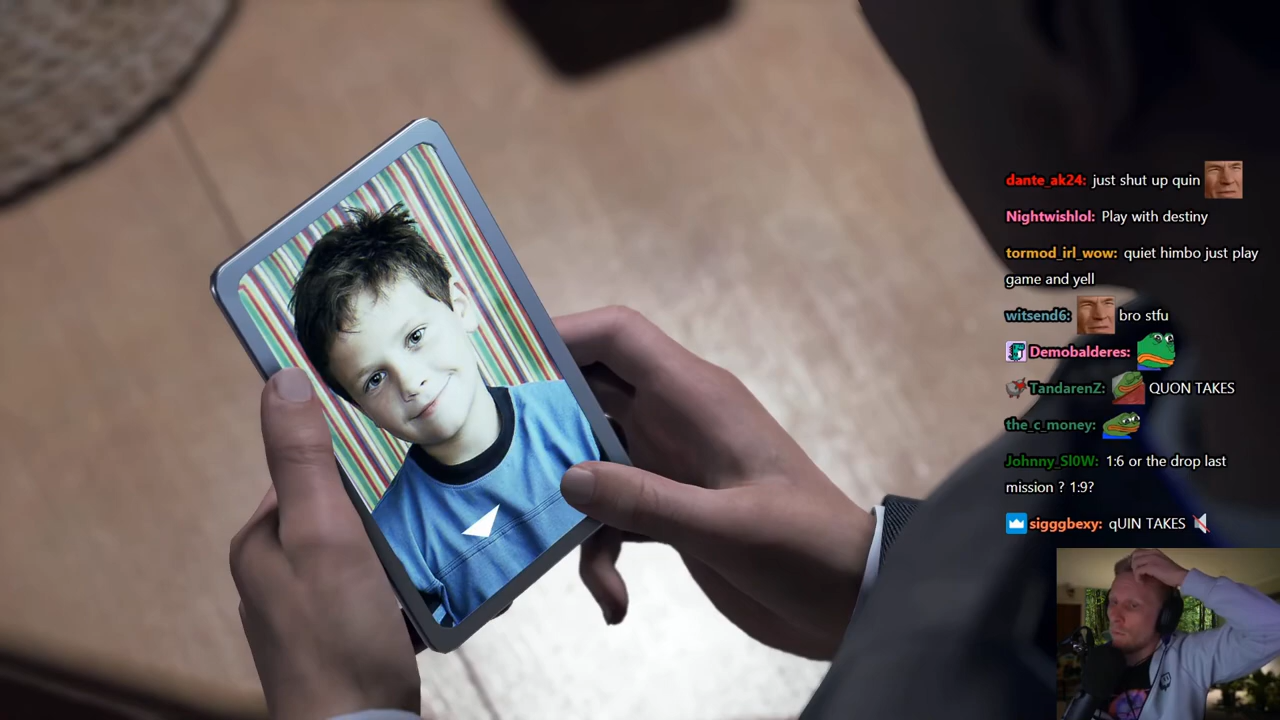 dante_ak24: just shut up quin
Nightwishlol: Play with destiny
tormod_irl_wow: quiet himbo just play
game and yell
witsend6: bro stfu
Demobalderes:
TandarenZ: QUON TAKES
the_c_money:
Johnny_Sl0W: 1:6 or the drop last
mission ? 1:9?
sigggbexy: qUIN TAKES